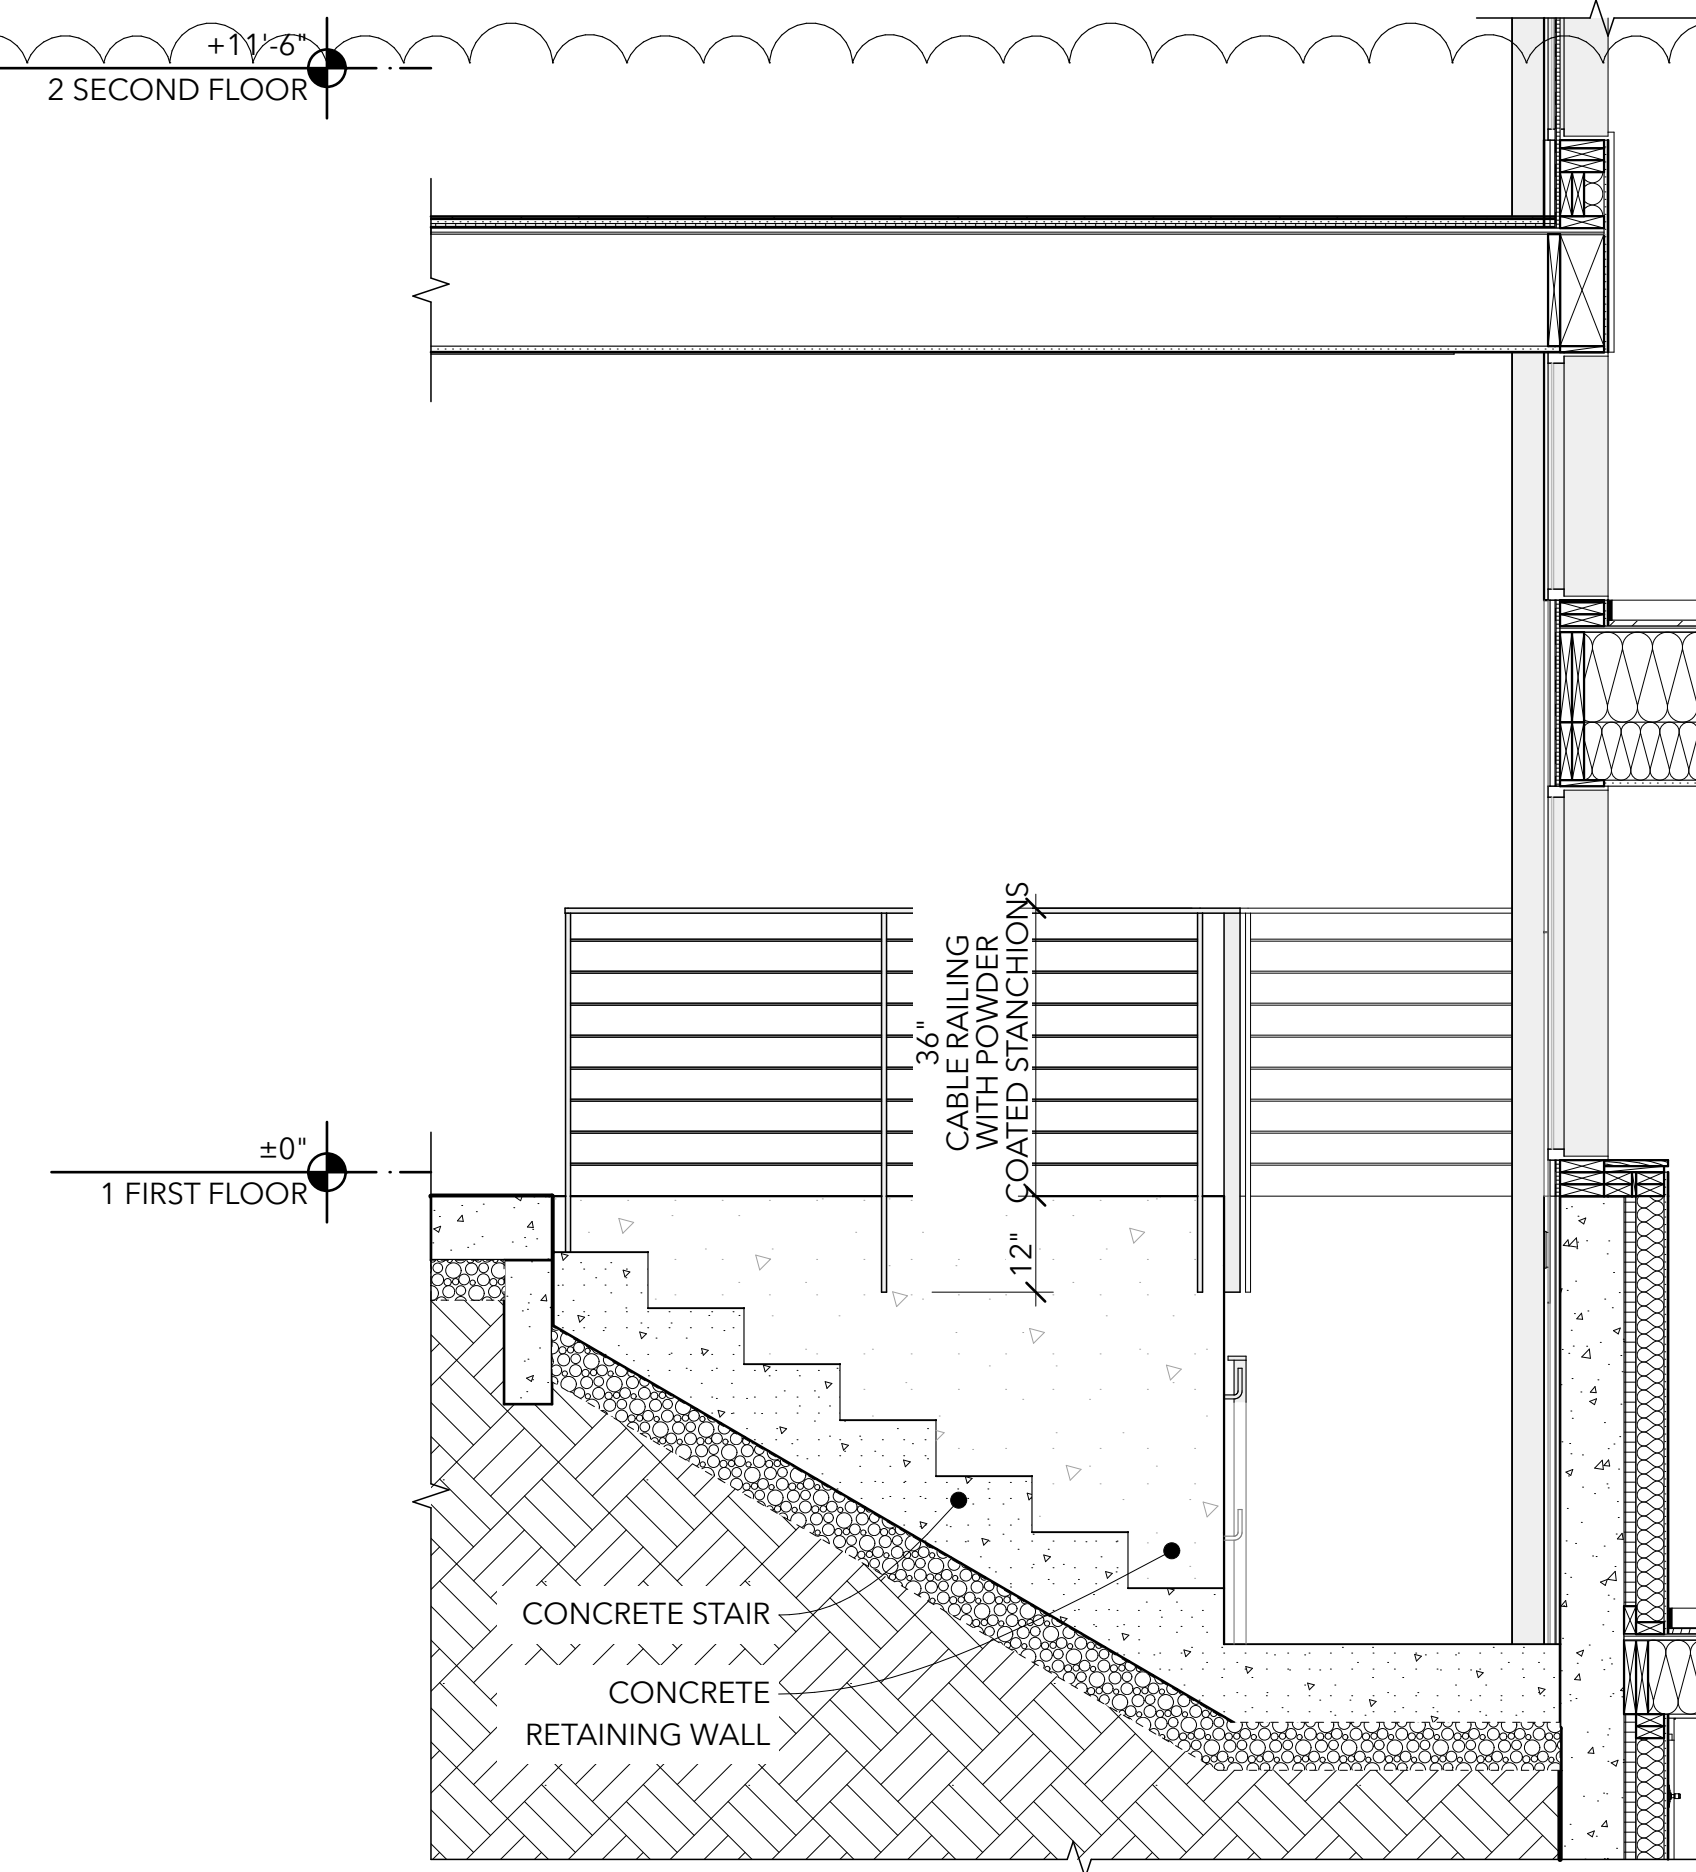 +11'-6"
2 SECOND FLOOR
36"
CABLE RAILING
WITH POWDER
COATED STANCHIONS
±0"
1 FIRST FLOOR
12"
CONCRETE STAIR
CONCRETE
RETAINING WALL